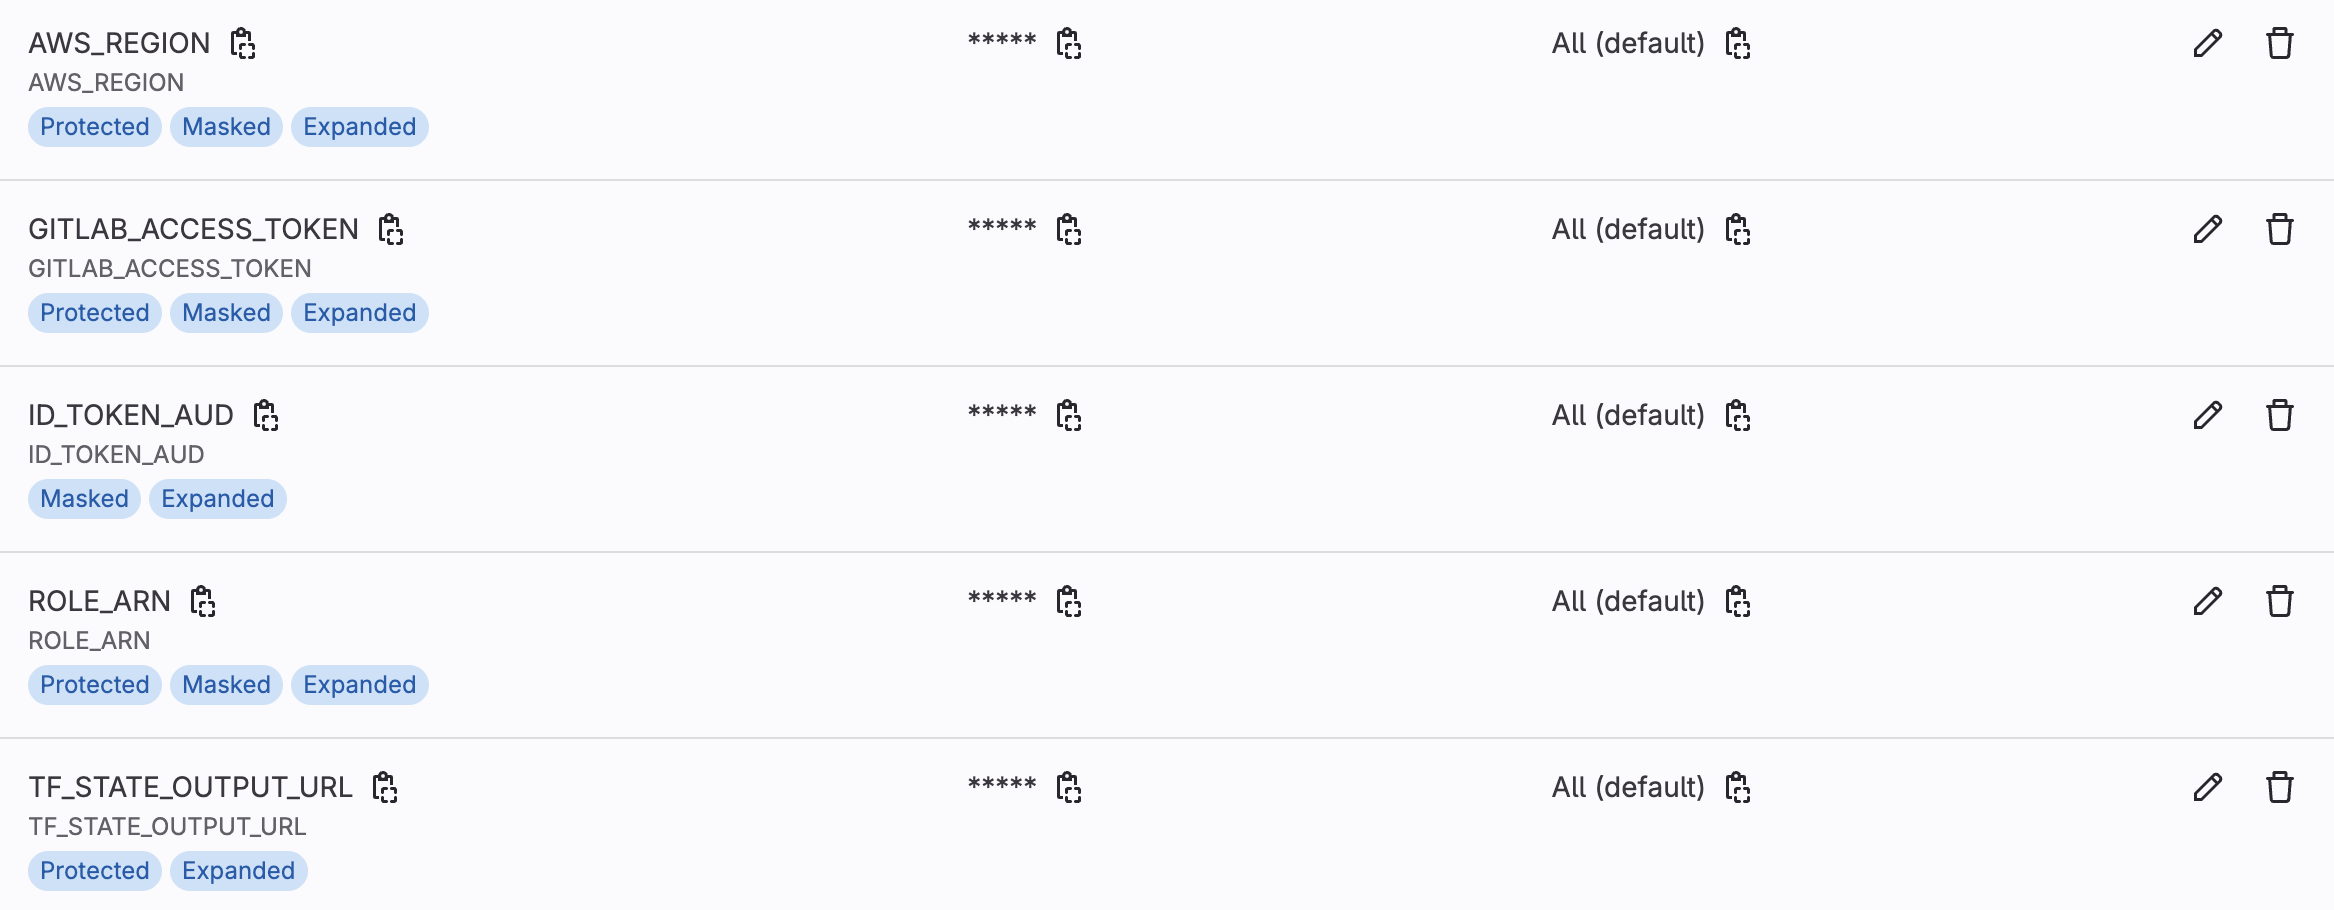 AWS_REGION ***** All (default)
AWS_REGION
Protected Masked Expanded
GITLAB_ACCESS_TOKEN ***** All (default)
GITLAB_ACCESS_TOKEN
Protected Masked Expanded
ID_TOKEN_AUD ***** All (default)
ID_TOKEN_AUD
Masked Expanded
ROLE_ARN ***** All (default)
ROLE_ARN
Protected Masked Expanded
TF_STATE_OUTPUT_URL ***** All (default)
TF_STATE_OUTPUT_URL
Protected Expanded